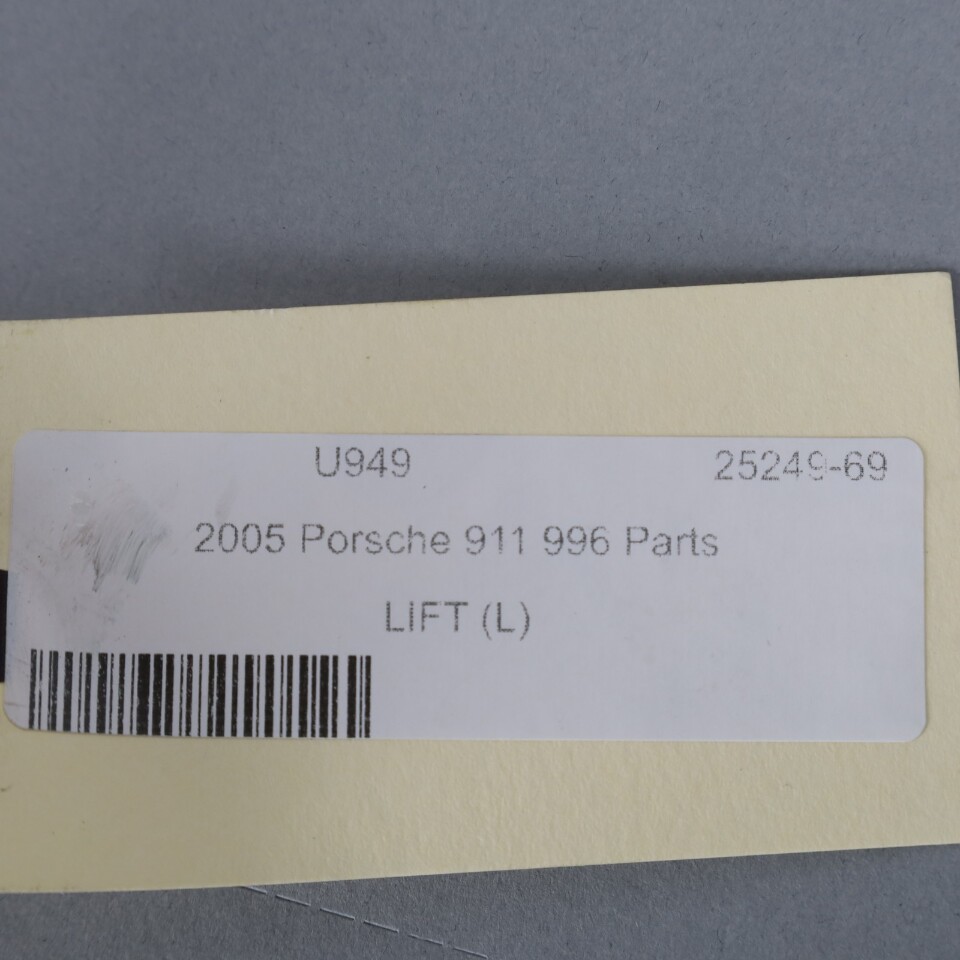 U949 25249-69
2005 Porsche 911 996 Parts
LIFT (L)